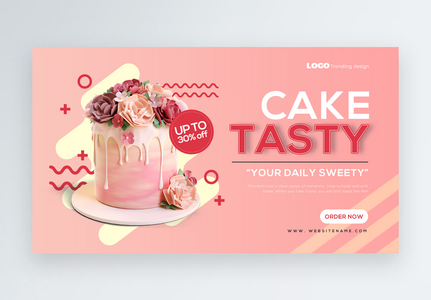 LOGO Trending design
CAKE
TASTY
UP TO
30% off
"YOUR DAILY SWEETY"
ORDER NOW
WWW. WEBSITENAME.COM